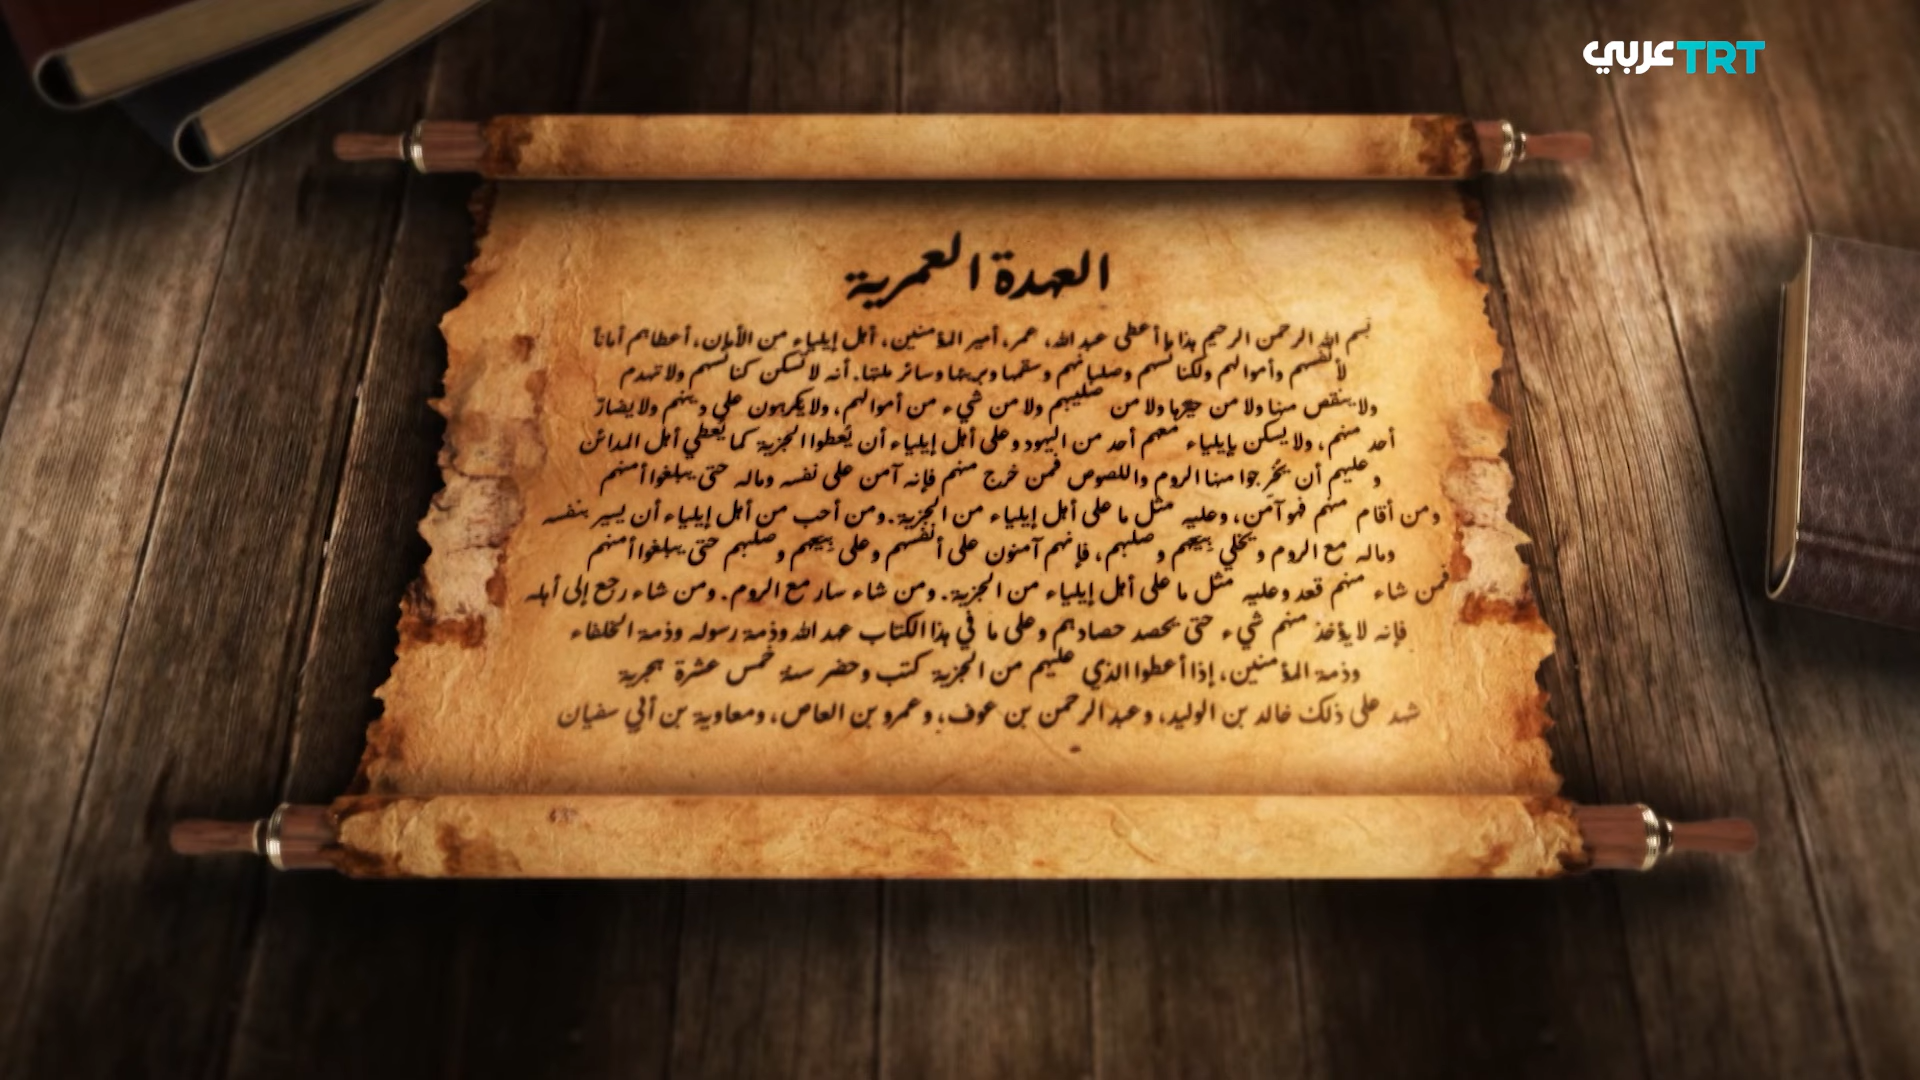 TRT عربي
العهدة العمرية
بسم الله الرحمن الرحيم هذا ما أعطى عبد الله، عمر، أمير المؤمنين، أهل إيلياء من الأمان، أعطاهم أماناً
لأنفسهم وأموالهم ولكنائسهم وصلبانهم وسقمها وبريئها وسائر ملتها. أنه لا تسكن كنائسهم ولا تهدم
ولا ينقص منها ولا من حيزها ولا من صليبهم ولا من شيء من أموالهم، ولا يكرهون على دينهم ولا يضارّ
أحد منهم، ولا يسكن بإيلياء معهم أحد من اليهود وعلى أهل إيلياء أن يُعطوا الجزية كما يُعطي أهل المدائن
وعليهم أن يُخرجوا منها الروم واللصوص فمن خرج منهم فإنه آمن على نفسه وماله حتى يبلغوا أمنهم
ومن أقام منهم فهو آمن، وعليه مثل ما على أهل إيلياء من الجزية. ومن أحب من أهل إيلياء أن يسير بنفسه
وماله مع الروم ويخلي بِيَعهم وصلبهم، فإنهم آمنون على أنفسهم وعلى بِيَعهم وصلبهم حتى يبلغوا أمنهم
فمن شاء منهم قعد وعليه مثل ما على أهل إيلياء من الجزية. ومن شاء سار مع الروم. ومن شاء رجع إلى أهله
فإنه لا يؤخذ منهم شيء حتى يحصد حصادهم وعلى ما في هذا الكتاب عهد الله وذمة رسوله وذمة الخلفاء
وذمة المؤمنين، إذا أعطوا الذي عليهم من الجزية كتب وحضر سنة خمس عشرة هجرية
شهد على ذلك خالد بن الوليد، وعبد الرحمن بن عوف، وعمرو بن العاص، ومعاوية بن أبي سفيان